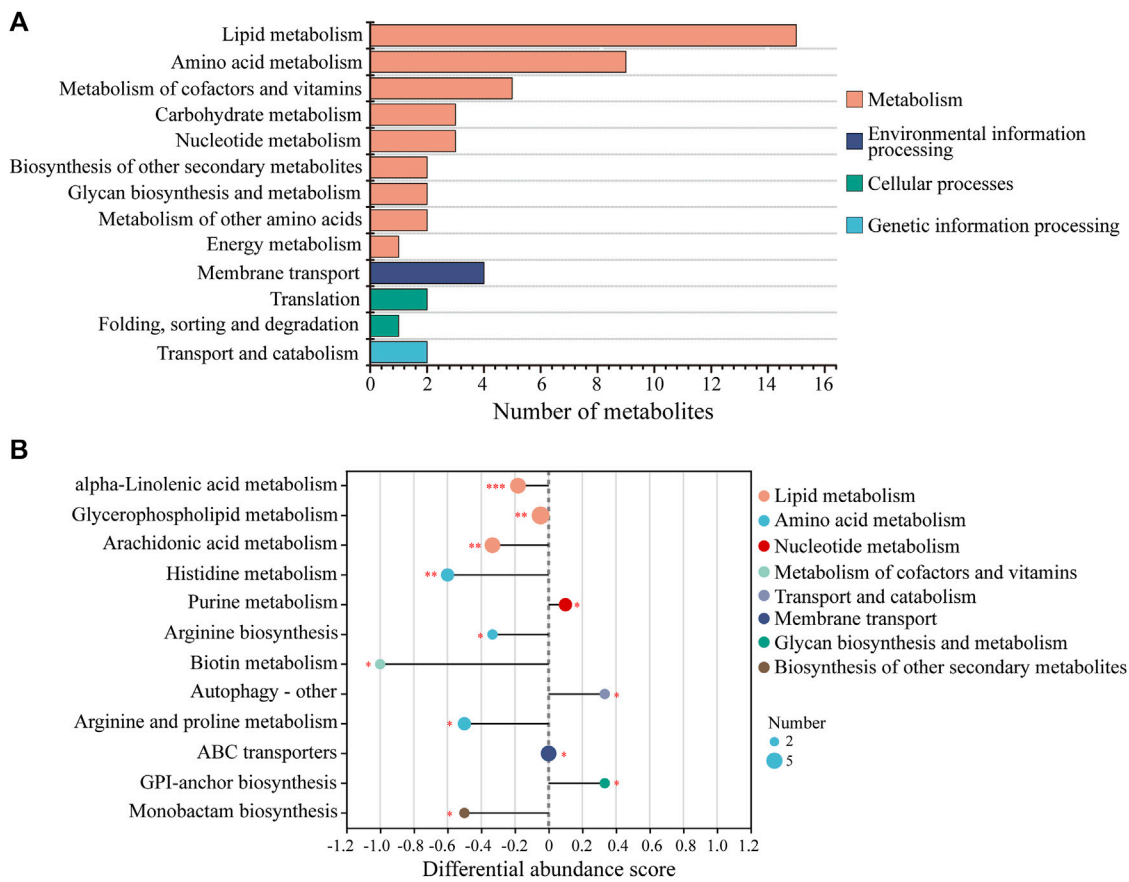 A
Lipid metabolism
Amino acid metabolism
Metabolism of cofactors and vitamins
Carbohydrate metabolism
Nucleotide metabolism
Biosynthesis of other secondary metabolites
Glycan biosynthesis and metabolism
Metabolism of other amino acids
Energy metabolism
Membrane transport
Translation
Folding, sorting and degradation
Transport and catabolism
0 2 4 6 8 10 12 14 16
Number of metabolites
Metabolism
Environmental information
processing
Cellular processes
Genetic information processing
B
alpha-Linolenic acid metabolism
***
Glycerophospholipid metabolism
**
Arachidonic acid metabolism
**
Histidine metabolism
**
Purine metabolism
*
Arginine biosynthesis
*
Biotin metabolism
*
Autophagy - other
*
Arginine and proline metabolism
*
ABC transporters
*
GPI-anchor biosynthesis
*
Monobactam biosynthesis
*
-1.2 -1.0 -0.8 -0.6 -0.4 -0.2 0 0.2 0.4 0.6 0.8 1.0 1.2
Differential abundance score
Lipid metabolism
Amino acid metabolism
Nucleotide metabolism
Metabolism of cofactors and vitamins
Transport and catabolism
Membrane transport
Glycan biosynthesis and metabolism
Biosynthesis of other secondary metabolites
Number
2
5